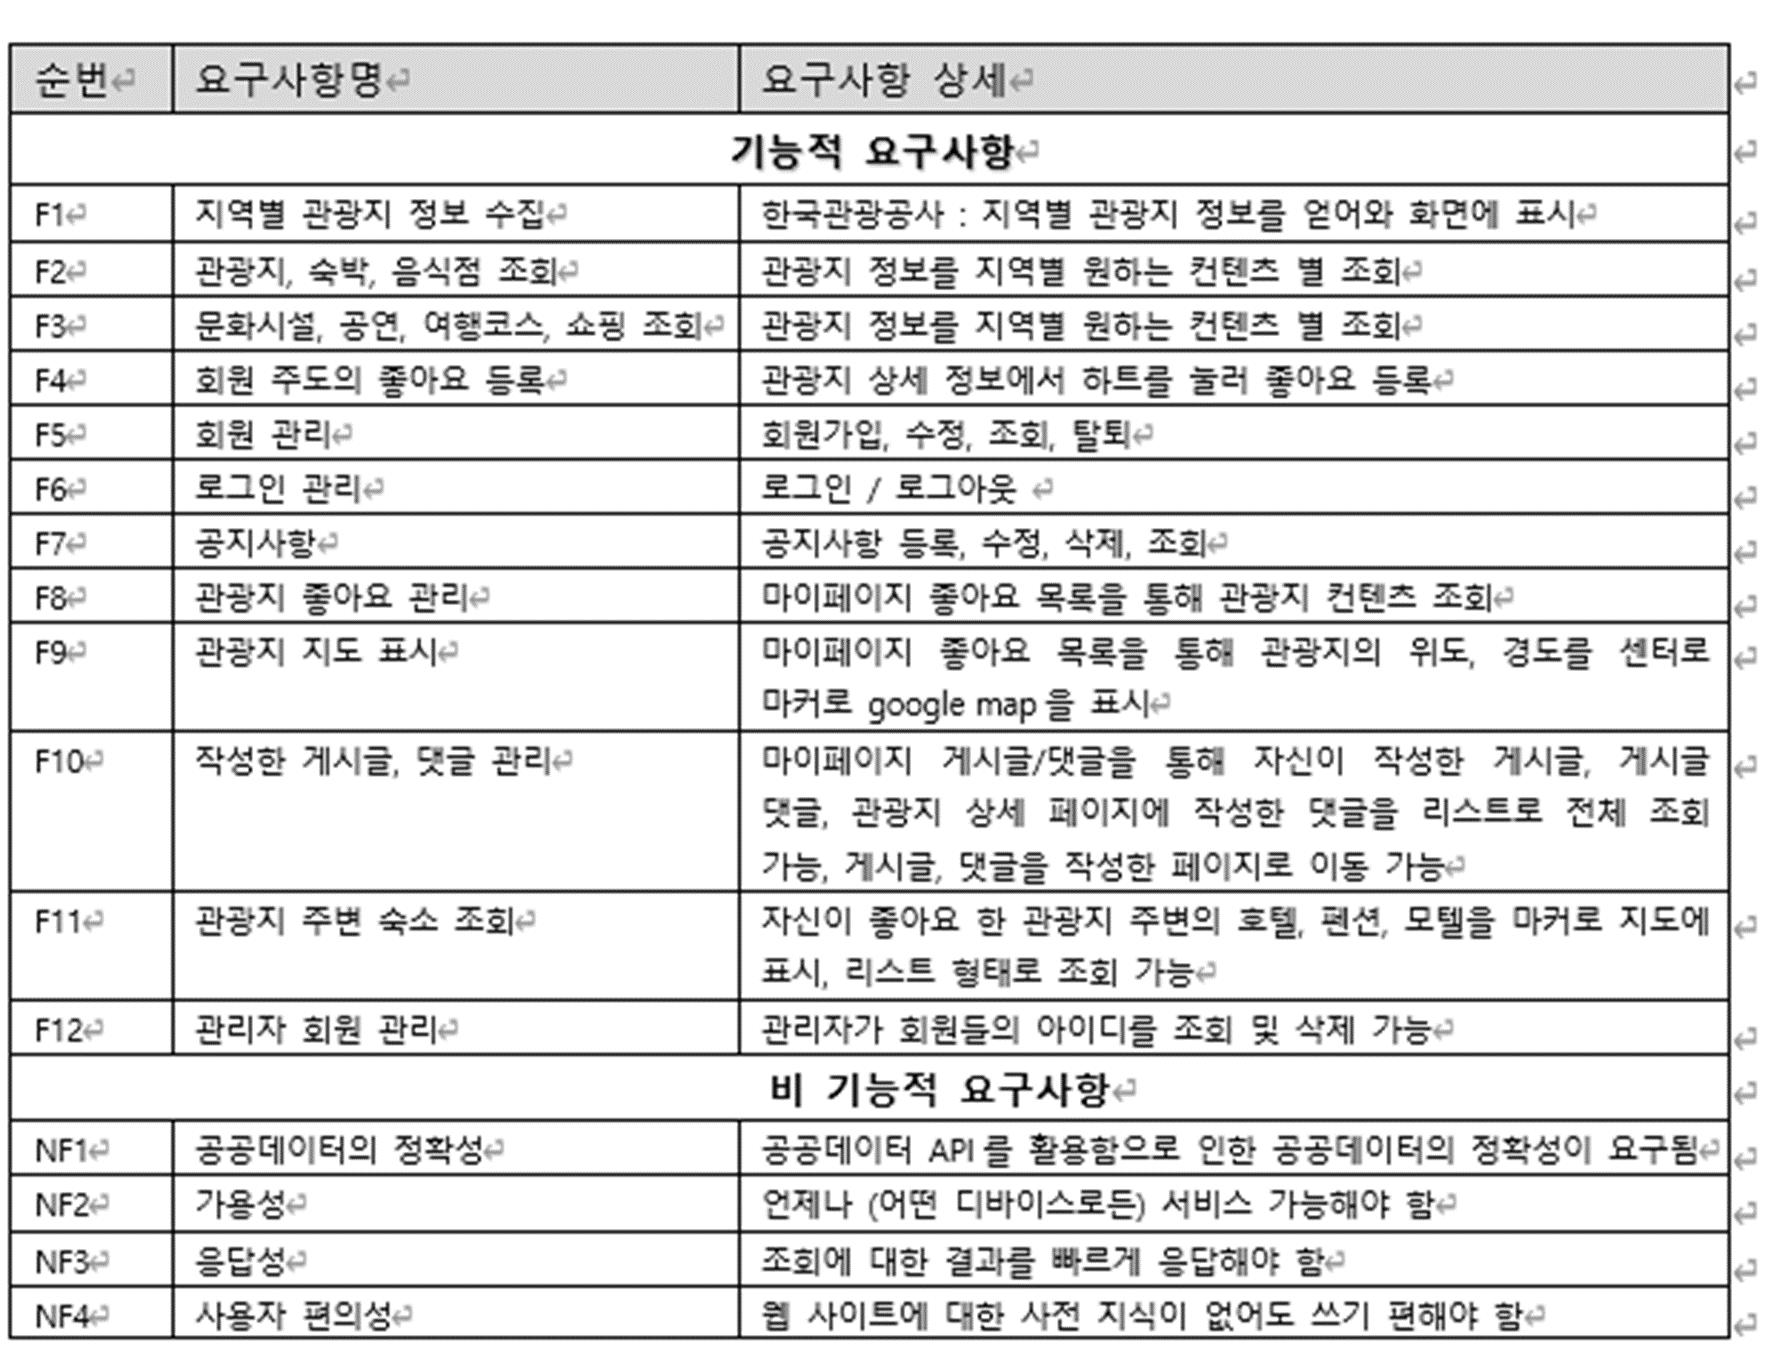 순번 요구사항명 요구사항 상세
기능적 요구사항
F1 지역별 관광지 정보 수집 한국관광공사 : 지역별 관광지 정보를 얻어와 화면에 표시
F2 관광지, 숙박, 음식점 조회 관광지 정보를 지역별 원하는 컨텐츠 별 조회
F3 문화시설, 공연, 여행코스, 쇼핑 조회 관광지 정보를 지역별 원하는 컨텐츠 별 조회
F4 회원 주도의 좋아요 등록 관광지 상세 정보에서 하트를 눌러 좋아요 등록
F5 회원 관리 회원가입, 수정, 조회, 탈퇴
F6 로그인 관리 로그인 / 로그아웃
F7 공지사항 공지사항 등록, 수정, 삭제, 조회
F8 관광지 좋아요 관리 마이페이지 좋아요 목록을 통해 관광지 컨텐츠 조회
F9 관광지 지도 표시 마이페이지 좋아요 목록을 통해 관광지의 위도, 경도를 센터로
마커로 google map을 표시
F10 작성한 게시글, 댓글 관리 마이페이지 게시글/댓글을 통해 자신이 작성한 게시글, 게시글
댓글, 관광지 상세 페이지에 작성한 댓글을 리스트로 전체 조회
가능, 게시글, 댓글을 작성한 페이지로 이동 가능
F11 관광지 주변 숙소 조회 자신이 좋아요 한 관광지 주변의 호텔, 펜션, 모텔을 마커로 지도에
표시, 리스트 형태로 조회 가능
F12 관리자 회원 관리 관리자가 회원들의 아이디를 조회 및 삭제 가능
비 기능적 요구사항
NF1 공공데이터의 정확성 공공데이터 API를 활용함으로 인한 공공데이터의 정확성이 요구됨
NF2 가용성 언제나 (어떤 디바이스로든) 서비스 가능해야 함
NF3 응답성 조회에 대한 결과를 빠르게 응답해야 함
NF4 사용자 편의성 웹 사이트에 대한 사전 지식이 없어도 쓰기 편해야 함